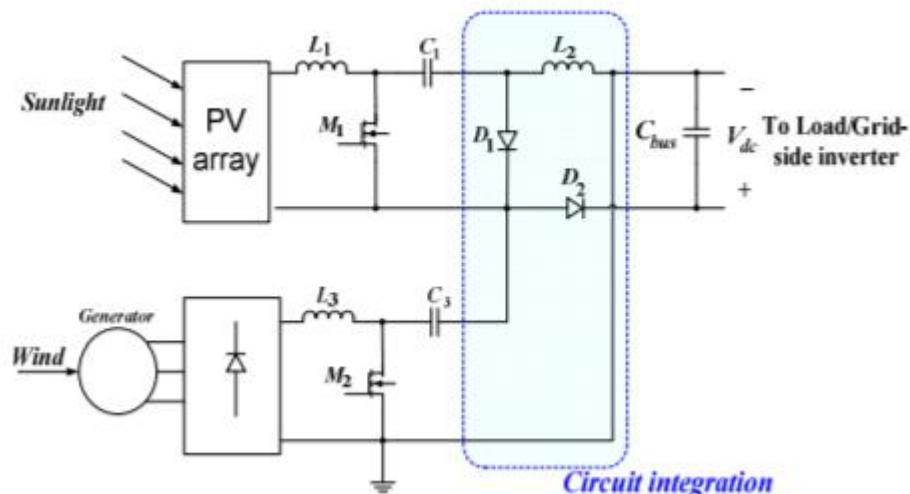 L1
C1
L2
Sunlight
PV
array
M1
D1
Cbus
−
Vdc
+
To Load/Grid-
side inverter
D2
Generator
L3
C3
Wind
M2
Circuit integration